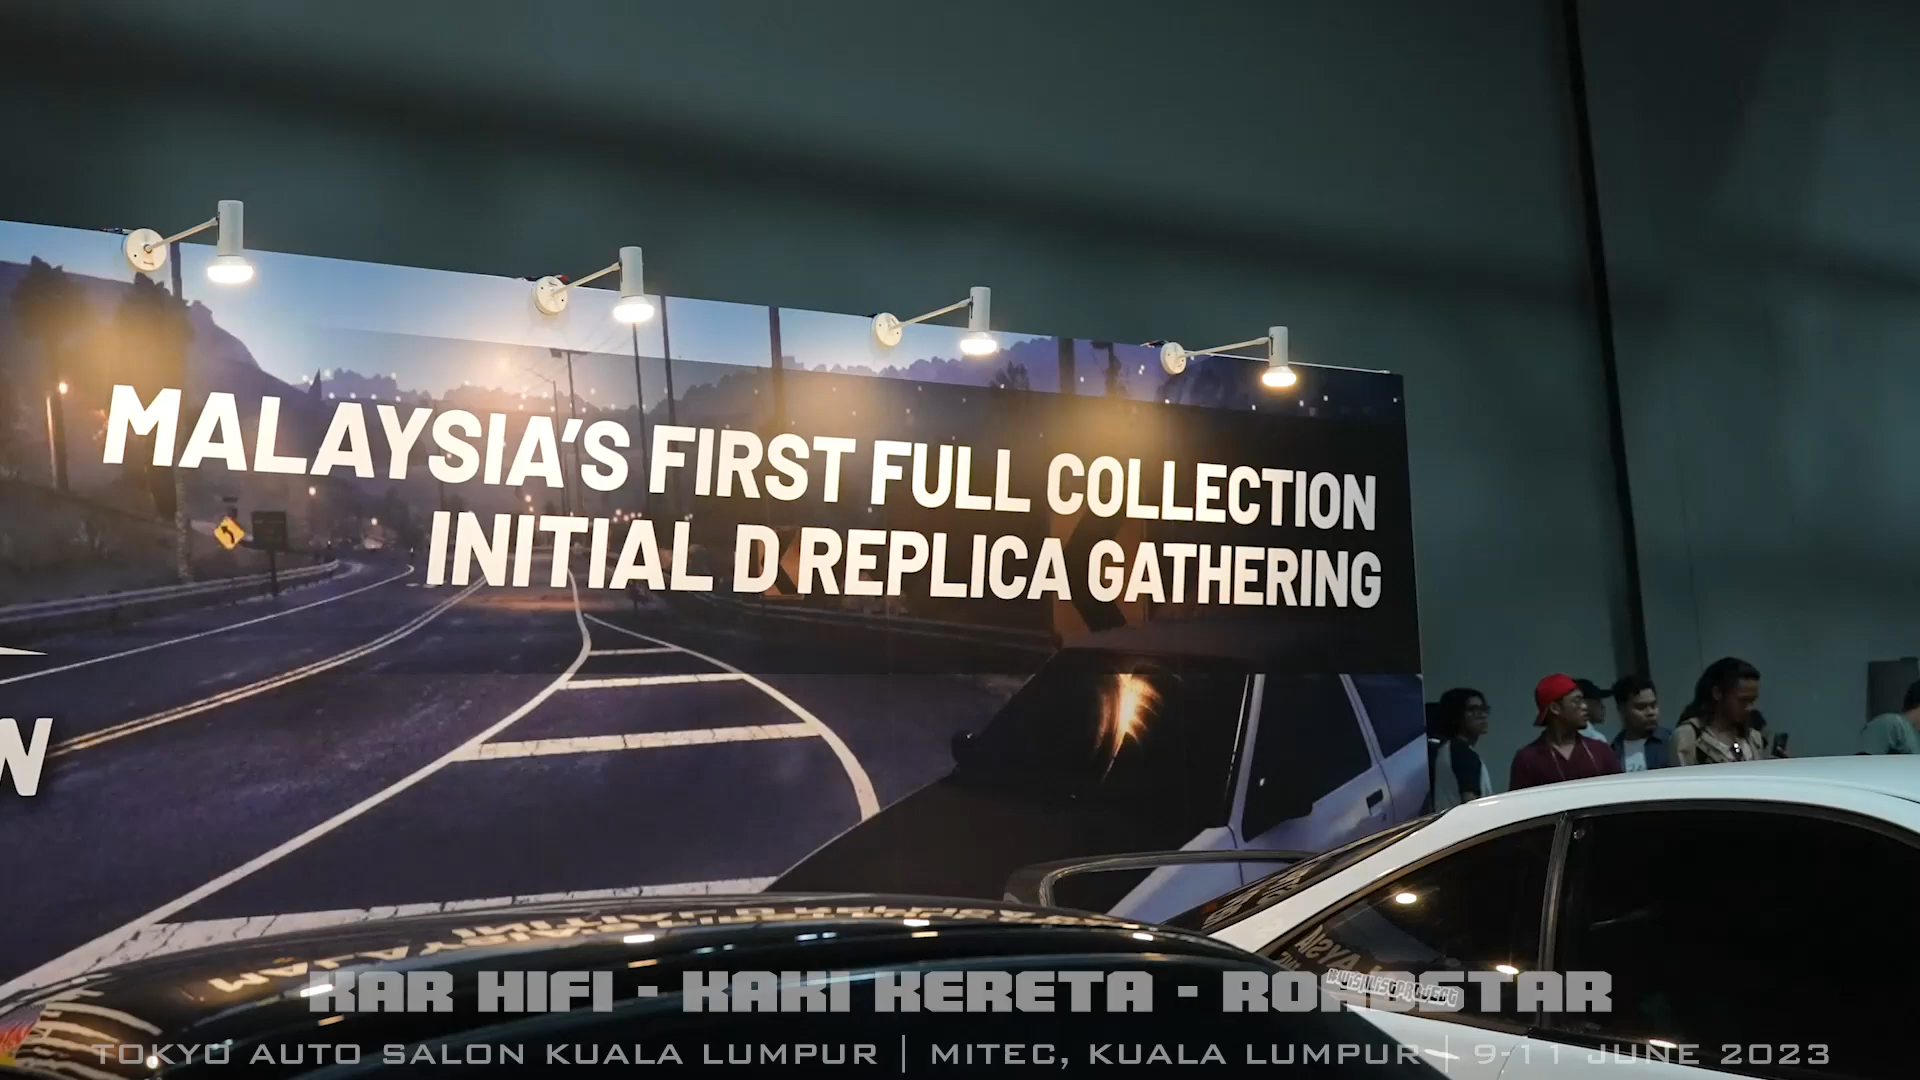 MALAYSIA'S FIRST FULL COLLECTION
INITIAL D REPLICA GATHERING
W
#WISHLISTPROJECT
KAR HIFI - KAKI KERETA - ROADSTAR
TOKYO AUTO SALON KUALA LUMPUR | MITEC, KUALA LUMPUR | 9-11 JUNE 2023